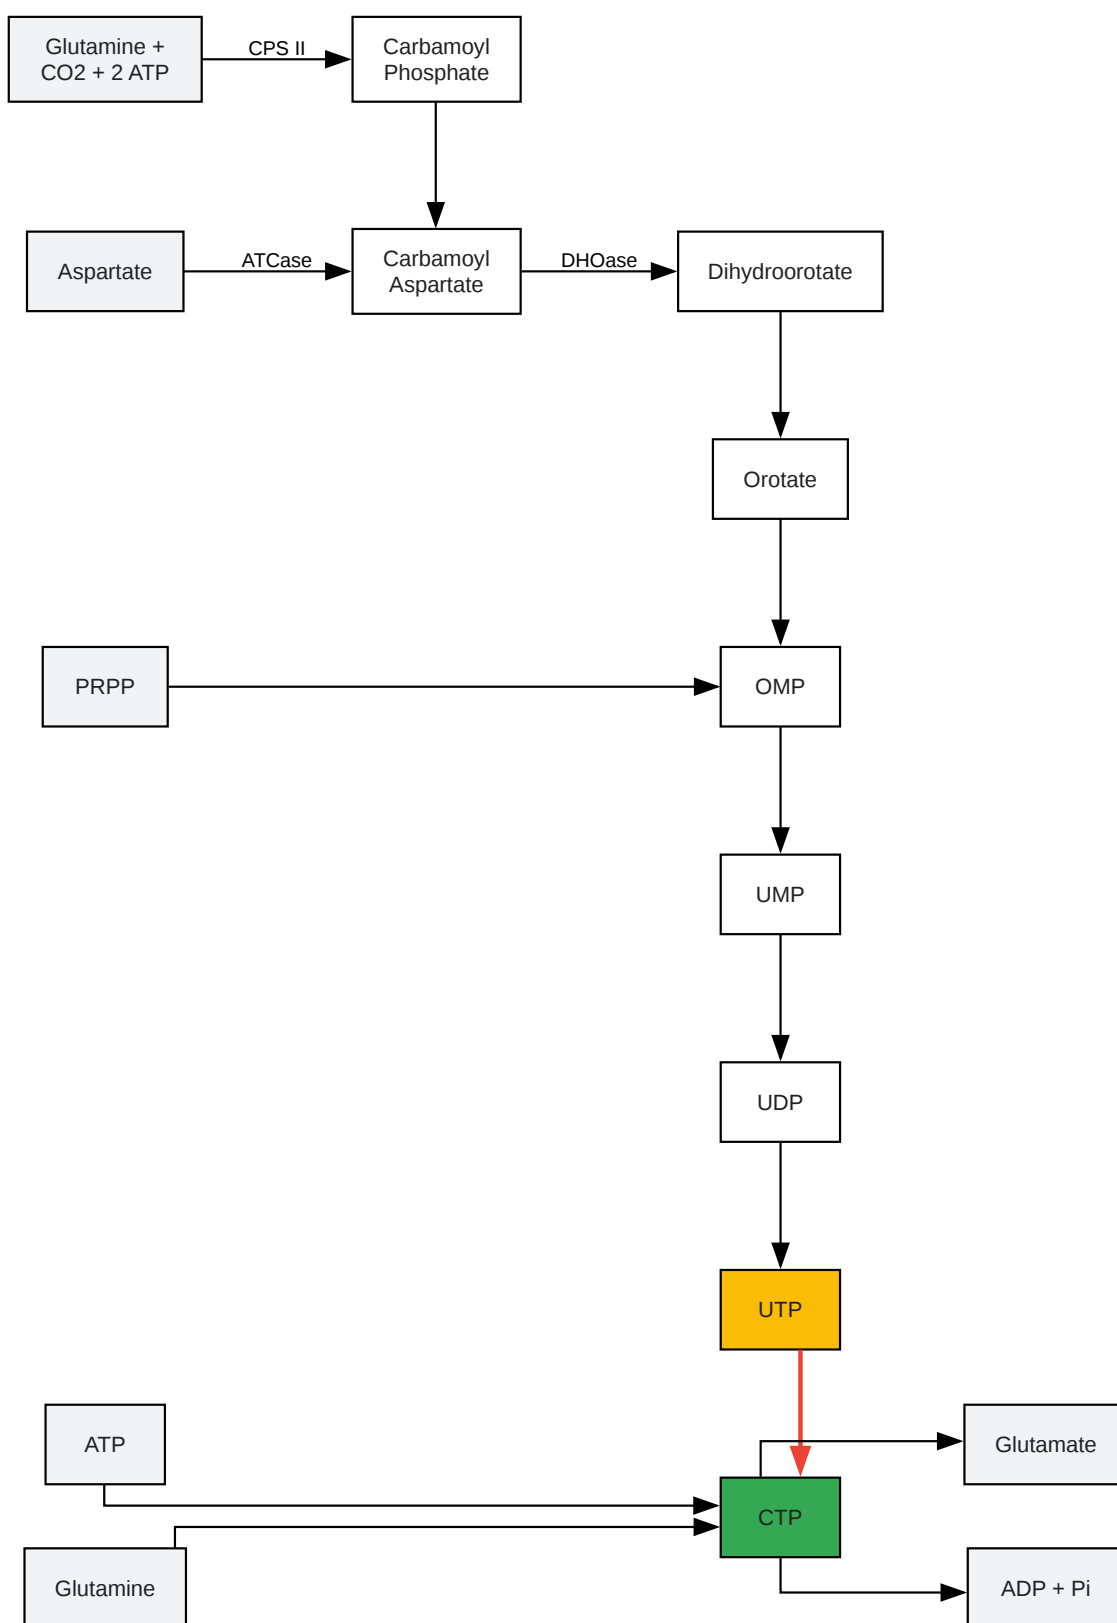 Glutamine +
CO2 + 2 ATP
CPS II
Carbamoyl
Phosphate
Aspartate
ATCase
Carbamoyl
Aspartate
DHOase
Dihydroorotate
Orotate
PRPP
OMP
UMP
UDP
UTP
ATP
Glutamate
CTP
Glutamine
ADP + Pi